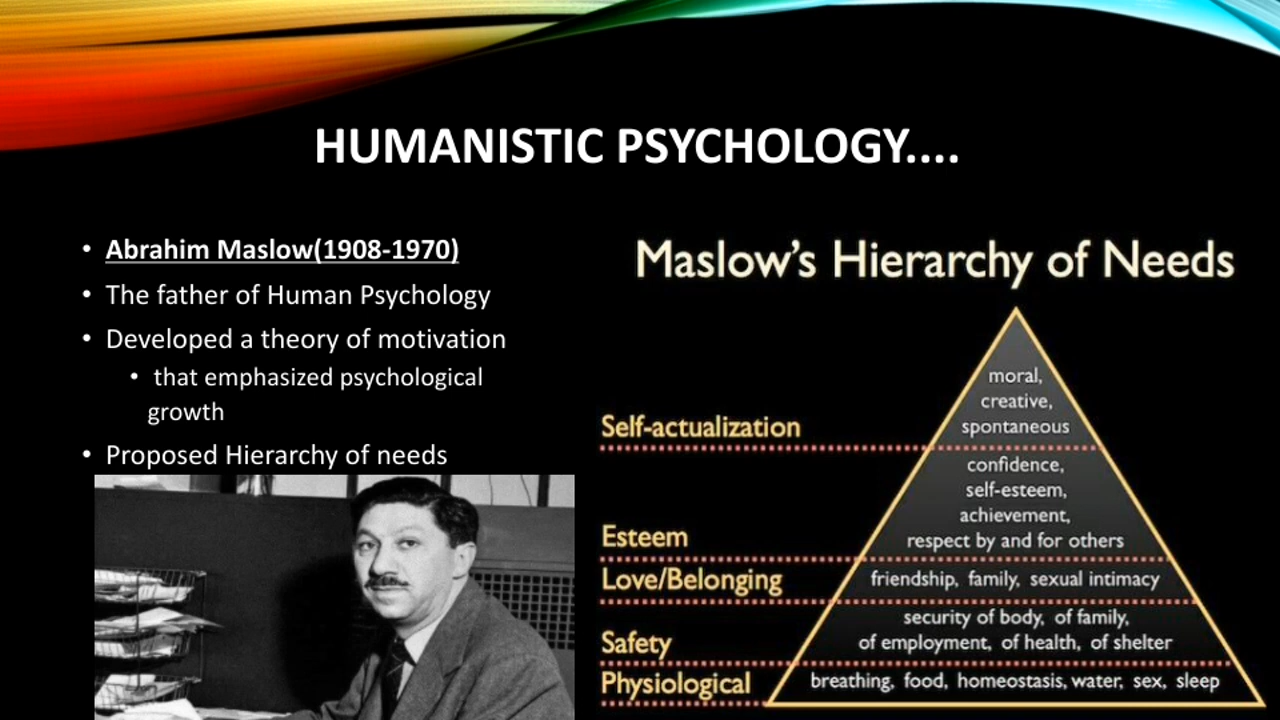 HUMANISTIC PSYCHOLOGY....
• Abrahim Maslow(1908-1970)
• The father of Human Psychology
• Developed a theory of motivation
• that emphasized psychological
growth
• Proposed Hierarchy of needs
Maslow's Hierarchy of Needs
moral,
creative,
spontaneous
Self-actualization
confidence,
self-esteem,
achievement,
respect by and for others
Esteem
friendship, family, sexual intimacy
Love/Belonging
security of body, of family,
of employment, of health, of shelter
Safety
breathing, food, homeostasis, water, sex, sleep
Physiological